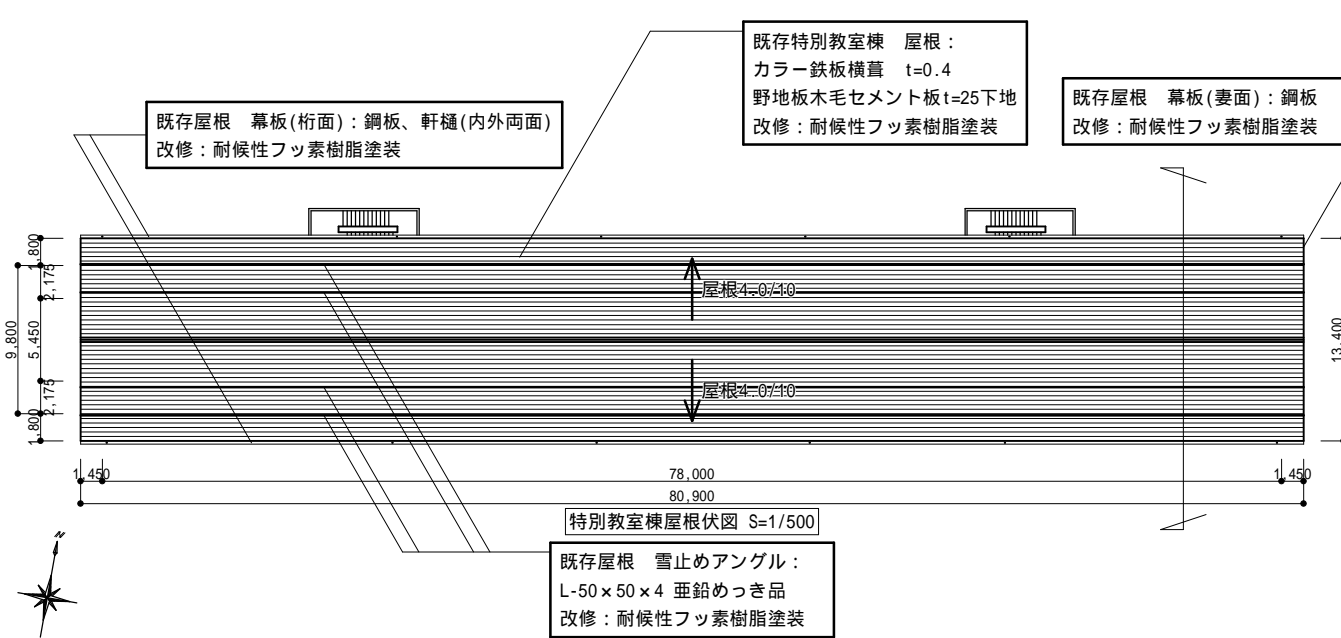 既存特別教室棟　屋根：
カラー鉄板横葺　t=0.4
野地板木毛セメント板t=25下地
改修：耐候性フッ素樹脂塗装
既存屋根　幕板(妻面)：鋼板
改修：耐候性フッ素樹脂塗装
既存屋根　幕板(桁面)：鋼板、軒樋(内外両面)
改修：耐候性フッ素樹脂塗装
1,800
2,175
5,450
2,175
1,800
9,800
13,400
屋根4.0/10
屋根4.0/10
1,450
78,000
1,450
80,900
特別教室棟屋根伏図 S=1/500
既存屋根　雪止めアングル：
L-50×50×4 亜鉛めっき品
改修：耐候性フッ素樹脂塗装
N